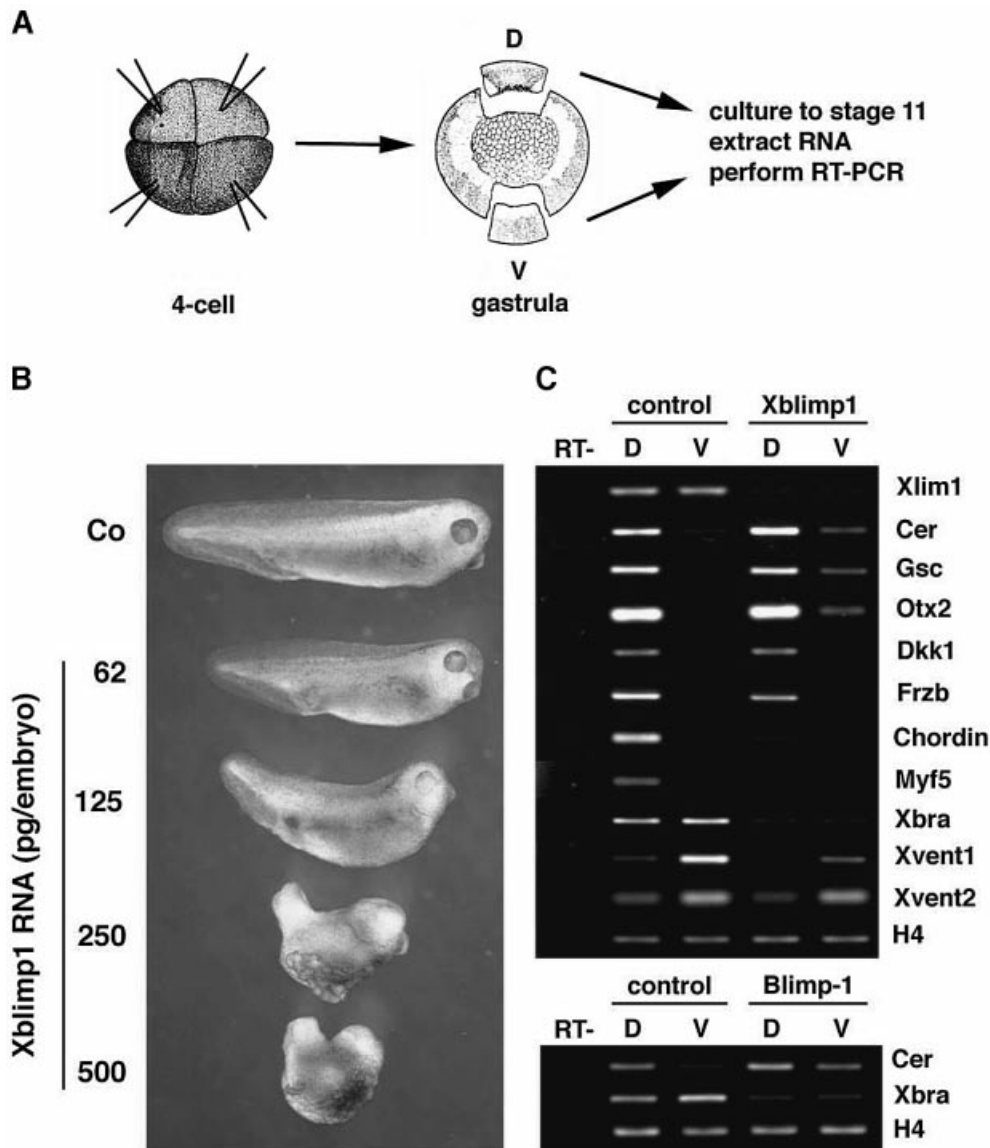 A
D
V
4-cell
gastrula
culture to stage 11
extract RNA
perform RT-PCR
B
Co
62
125
250
500
Xblimp1 RNA (pg/embryo)
C
control Xblimp1
RT- D V D V
Xlim1
Cer
Gsc
Otx2
Dkk1
Frzb
Chordin
Myf5
Xbra
Xvent1
Xvent2
H4
control Blimp-1
RT- D V D V
Cer
Xbra
H4